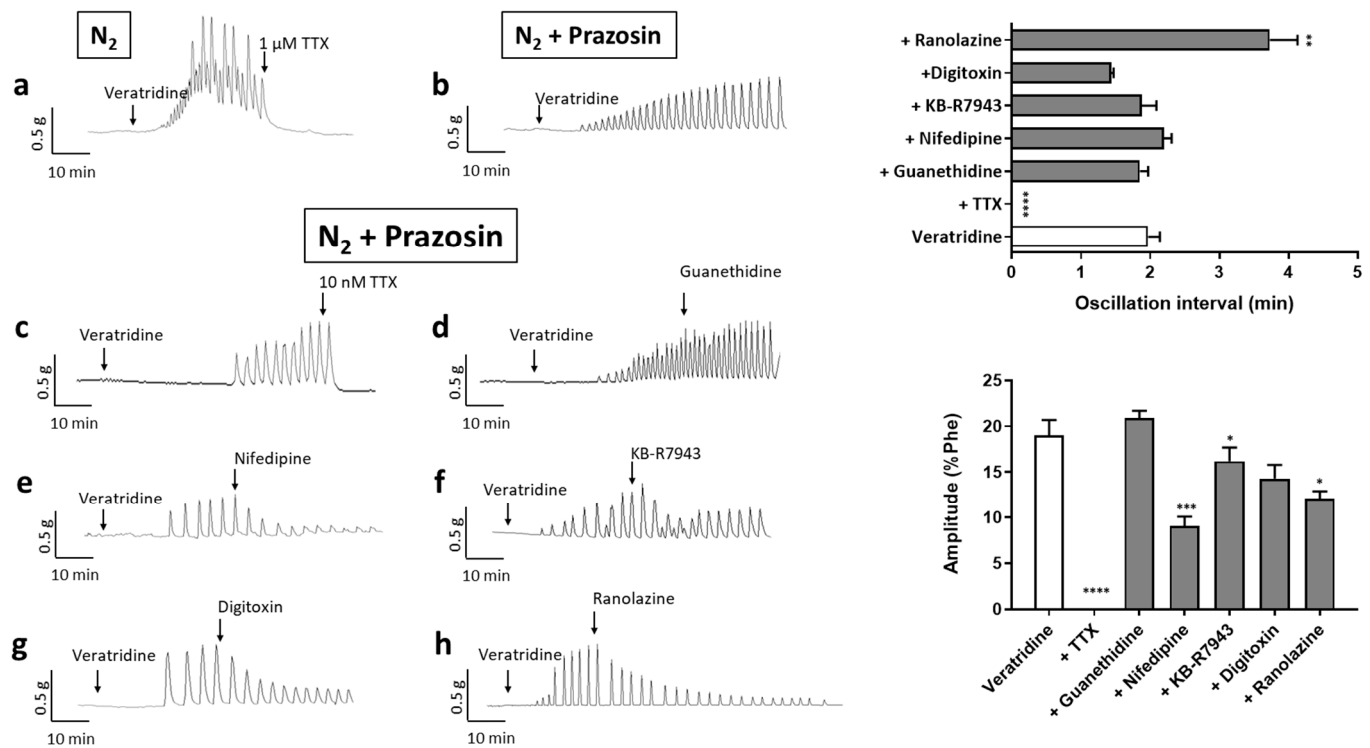 N2
N2 + Prazosin
a
Veratridine
1 µM TTX
0.5 g
10 min
b
Veratridine
0.5 g
10 min
N2 + Prazosin
c
Veratridine
10 nM TTX
0.5 g
10 min
d
Veratridine
Guanethidine
0.5 g
10 min
e
Veratridine
Nifedipine
0.5 g
10 min
f
Veratridine
KB-R7943
0.5 g
10 min
g
Veratridine
Digitoxin
0.5 g
10 min
h
Veratridine
Ranolazine
0.5 g
10 min
+ Ranolazine
**
+Digitoxin
+ KB-R7943
+ Nifedipine
+ Guanethidine
+ TTX
****
Veratridine
0 1 2 3 4 5
Oscillation interval (min)
Amplitude (% Phe)
25
20
15
10
5
0
****
***
*
*
Veratridine
+ TTX
+ Guanethidine
+ Nifedipine
+ KB-R7943
+ Digitoxin
+ Ranolazine